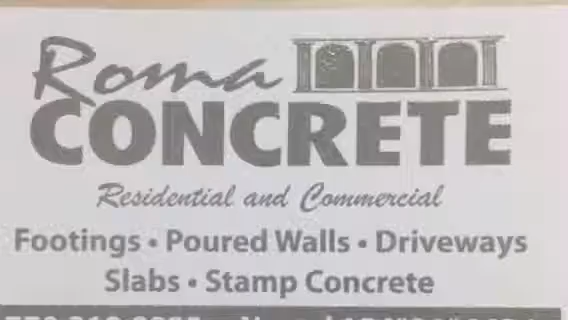 Roma
CONCRETE
Residential and Commercial
Footings • Poured Walls • Driveways
Slabs • Stamp Concrete